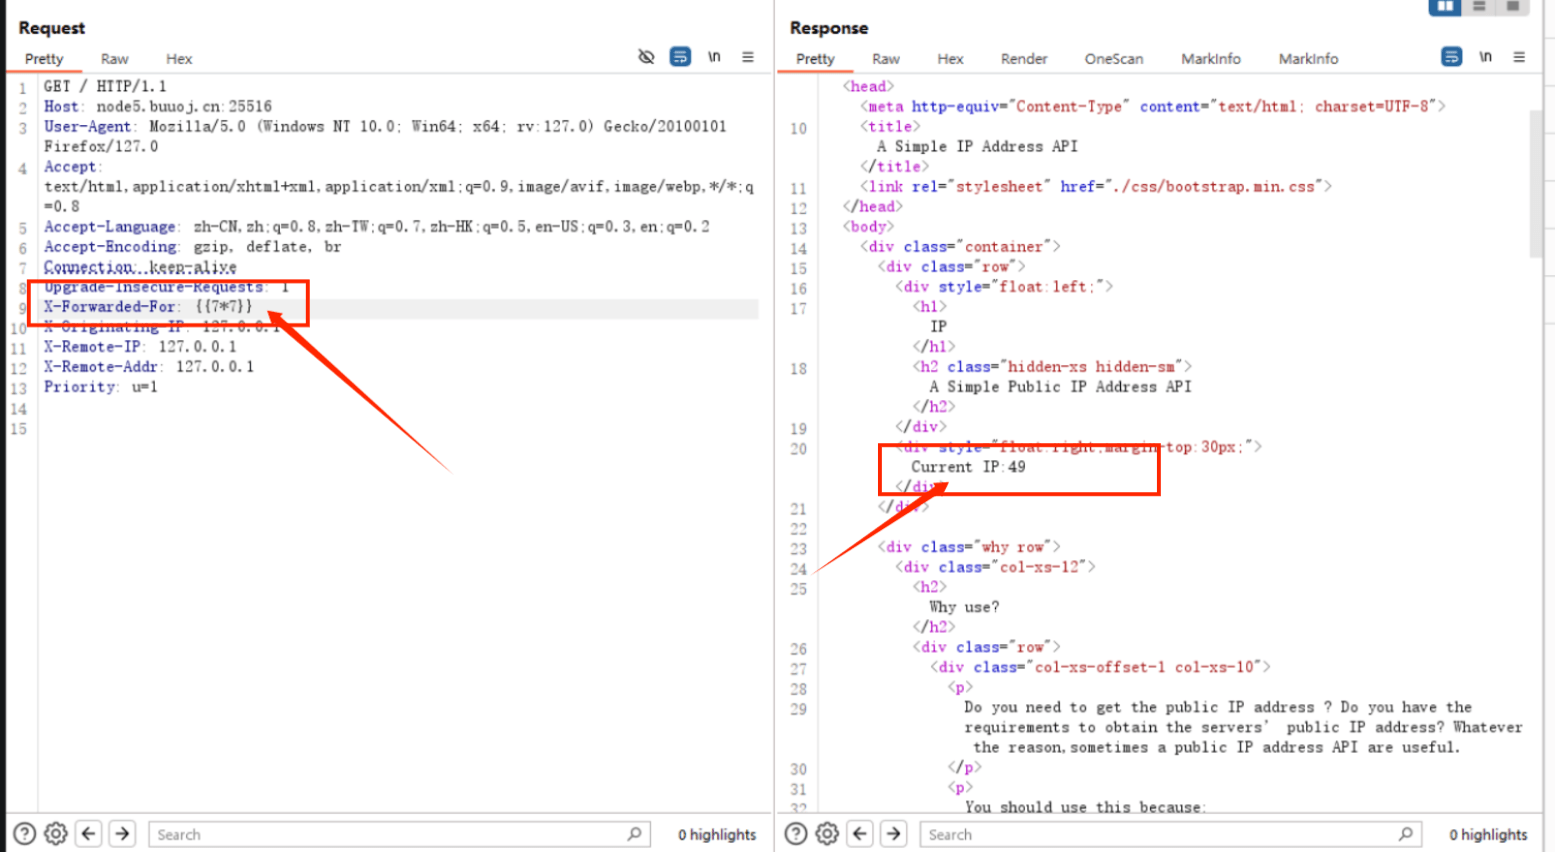 Request
Pretty Raw Hex \n
1 GET / HTTP/1.1
2 Host: node5.buuoj.cn:25516
3 User-Agent: Mozilla/5.0 (Windows NT 10.0; Win64; x64; rv:127.0) Gecko/20100101
Firefox/127.0
4 Accept:
text/html,application/xhtml+xml,application/xml;q=0.9,image/avif,image/webp,*/*;q
=0.8
5 Accept-Language: zh-CN,zh;q=0.8,zh-TW;q=0.7,zh-HK;q=0.5,en-US;q=0.3,en;q=0.2
6 Accept-Encoding: gzip, deflate, br
7 Connection: keep-alive
8 Upgrade-Insecure-Requests: 1
9 X-Forwarded-For: {{7*7}}
10 X-Originating-IP: 127.0.0.1
11 X-Remote-IP: 127.0.0.1
12 X-Remote-Addr: 127.0.0.1
13 Priority: u=1
14
15
Search 0 highlights
Response
Pretty Raw Hex Render OneScan MarkInfo MarkInfo \n
<head>
<meta http-equiv="Content-Type" content="text/html; charset=UTF-8">
10 <title>
A Simple IP Address API
</title>
11 <link rel="stylesheet" href="./css/bootstrap.min.css">
12 </head>
13 <body>
14 <div class="container">
15 <div class="row">
16 <div style="float:left;">
17 <h1>
IP
</h1>
18 <h2 class="hidden-xs hidden-sm">
A Simple Public IP Address API
</h2>
19 </div>
20 <div style="float:right;margin-top:30px;">
Current IP:49
</div>
21 </div>
22
23 <div class="why row">
24 <div class="col-xs-12">
25 <h2>
Why use?
</h2>
26 <div class="row">
27 <div class="col-xs-offset-1 col-xs-10">
28 <p>
29 Do you need to get the public IP address ? Do you have the
requirements to obtain the servers’ public IP address? Whatever
the reason,sometimes a public IP address API are useful.
30 </p>
31 <p>
32 You should use this because:
Search 0 highlights